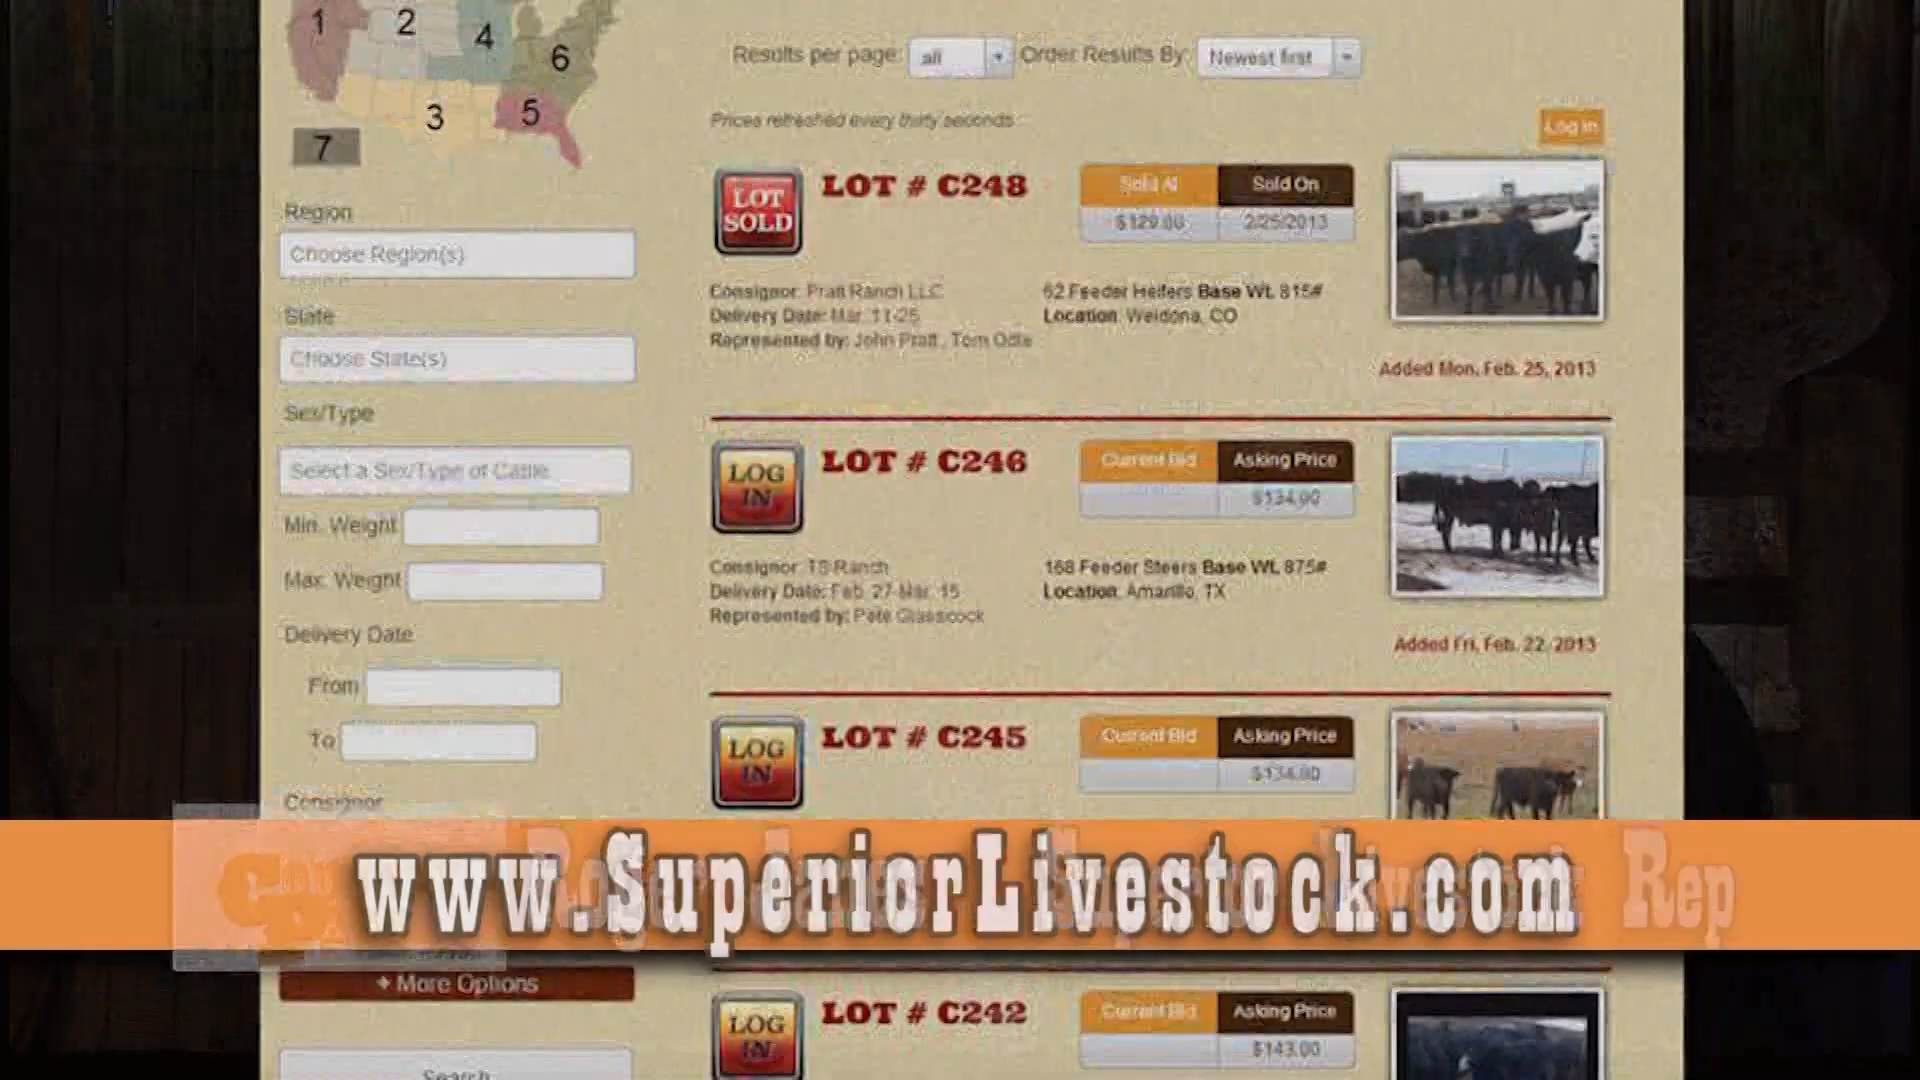 1 2 4 6
3 5
7
Results per page: all Order Results By: Newest first
Prices refreshed every thirty seconds
Log In
LOT SOLD
LOT # C248
Sold At Sold On
$129.00 2/25/2013
Region
Choose Region(s)
Consignor: Pratt Ranch LLC
Delivery Date: Mar. 11-25
Represented by: John Pratt, Tom Odle
62 Feeder Heifers Base Wt. 815#
Location: Weldona, CO
Added Mon, Feb. 25, 2013
State
Choose State(s)
Sex/Type
Select a Sex/Type of Cattle
Min. Weight
Max. Weight
LOG IN
LOT # C246
Current Bid Asking Price
$134.00
Consignor: TS Ranch
Delivery Date: Feb. 27-Mar. 15
Represented by: Pete Glasscock
168 Feeder Steers Base Wt. 875#
Location: Amarillo, TX
Added Fri, Feb. 22, 2013
Delivery Date
From
To
LOG IN
LOT # C245
Current Bid Asking Price
$134.00
Consignor
www.SuperiorLivestock.com
Rep
+ More Options
LOG IN
LOT # C242
Current Bid Asking Price
$143.00
Search